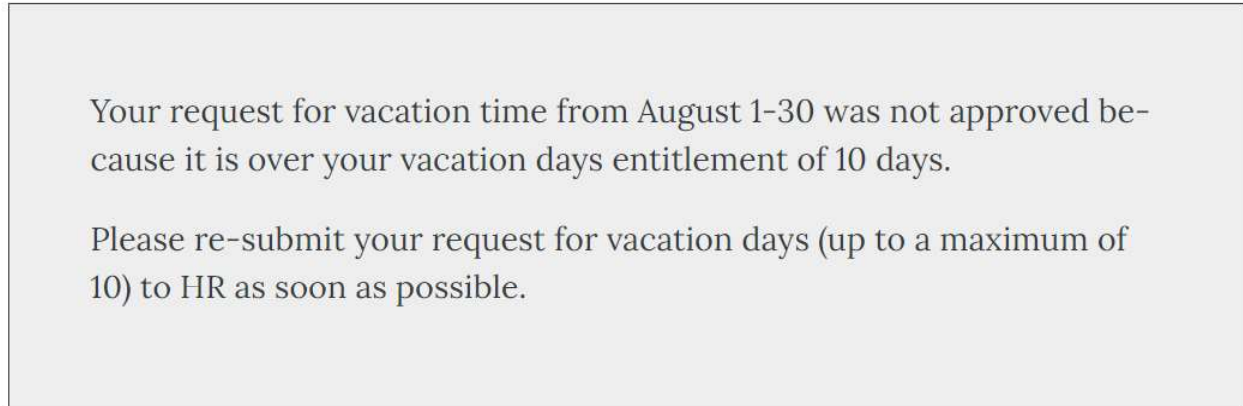 Your request for vacation time from August 1-30 was not approved be-
cause it is over your vacation days entitlement of 10 days.
Please re-submit your request for vacation days (up to a maximum of
10) to HR as soon as possible.